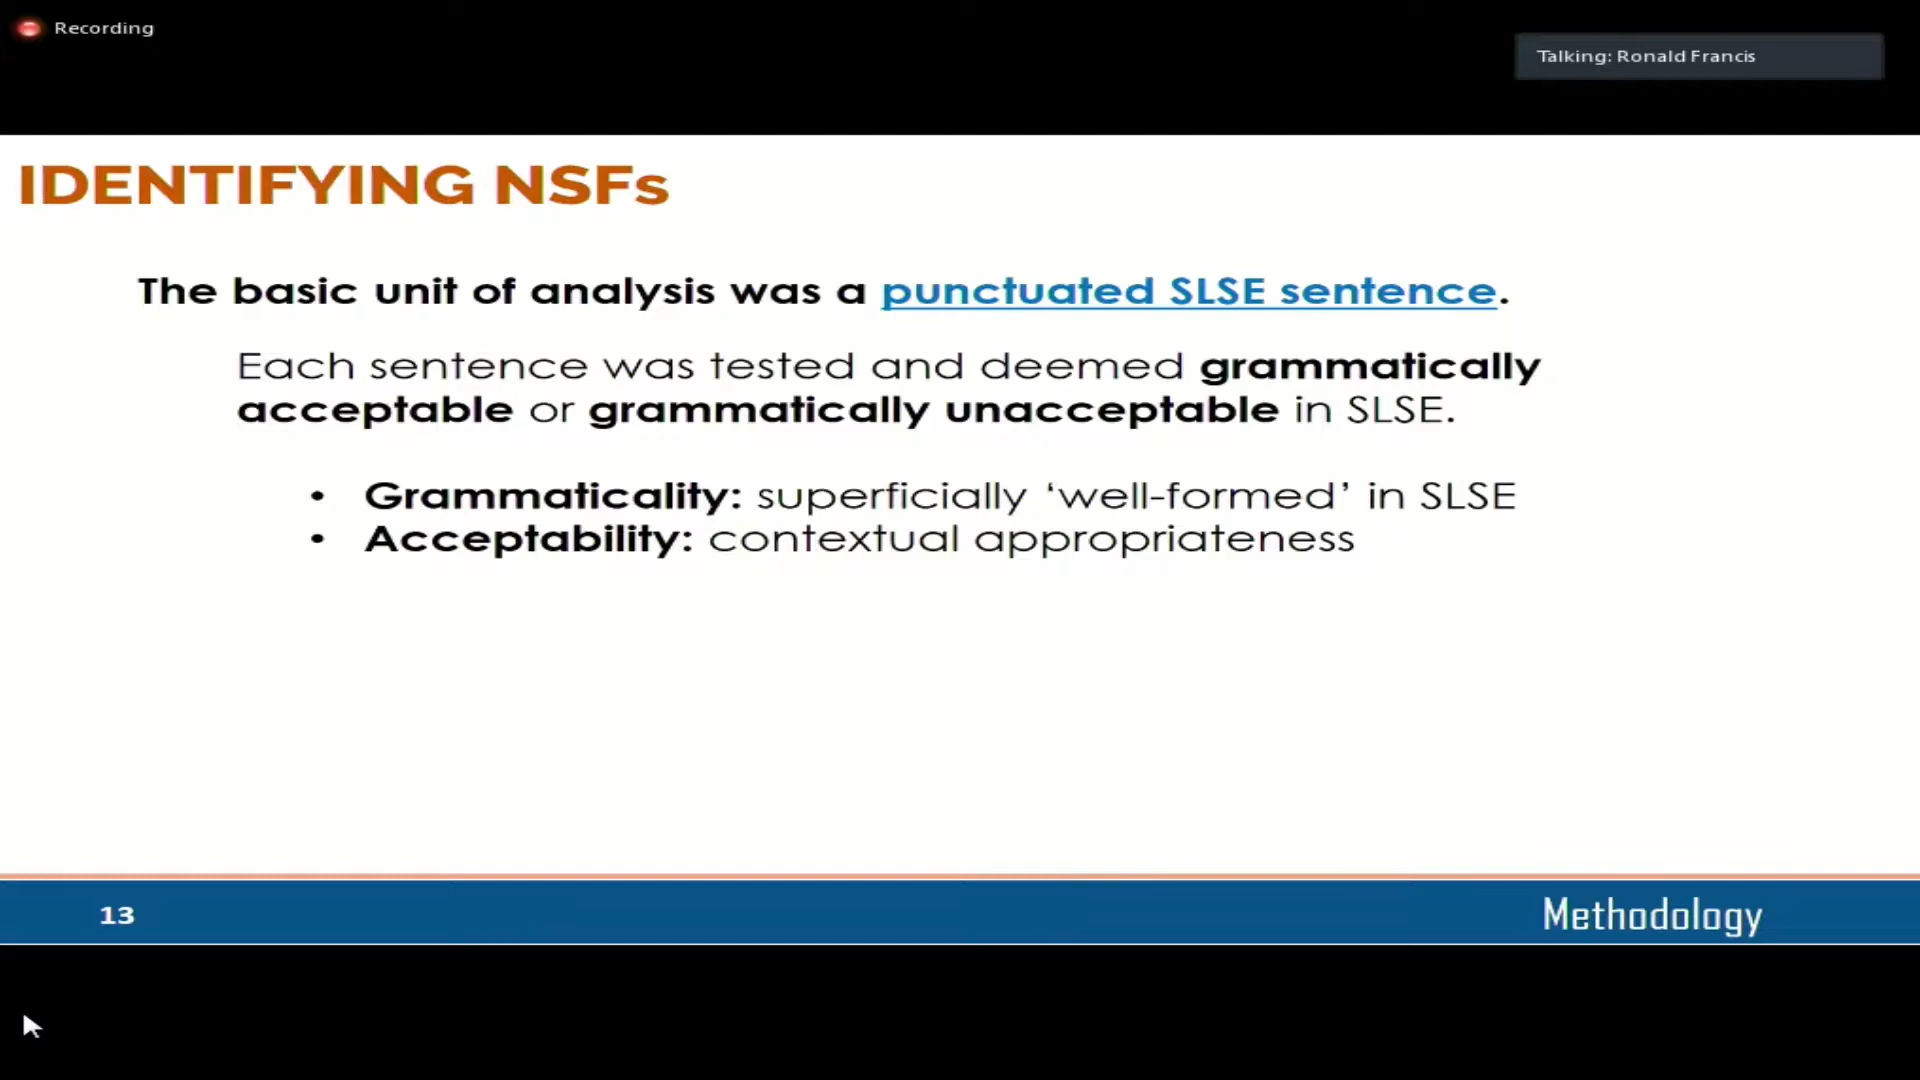 Recording
Talking: Ronald Francis
IDENTIFYING NSFs
The basic unit of analysis was a punctuated SLSE sentence.
Each sentence was tested and deemed grammatically
acceptable or grammatically unacceptable in SLSE.
• Grammaticality: superficially ‘well-formed’ in SLSE
• Acceptability: contextual appropriateness
13
Methodology